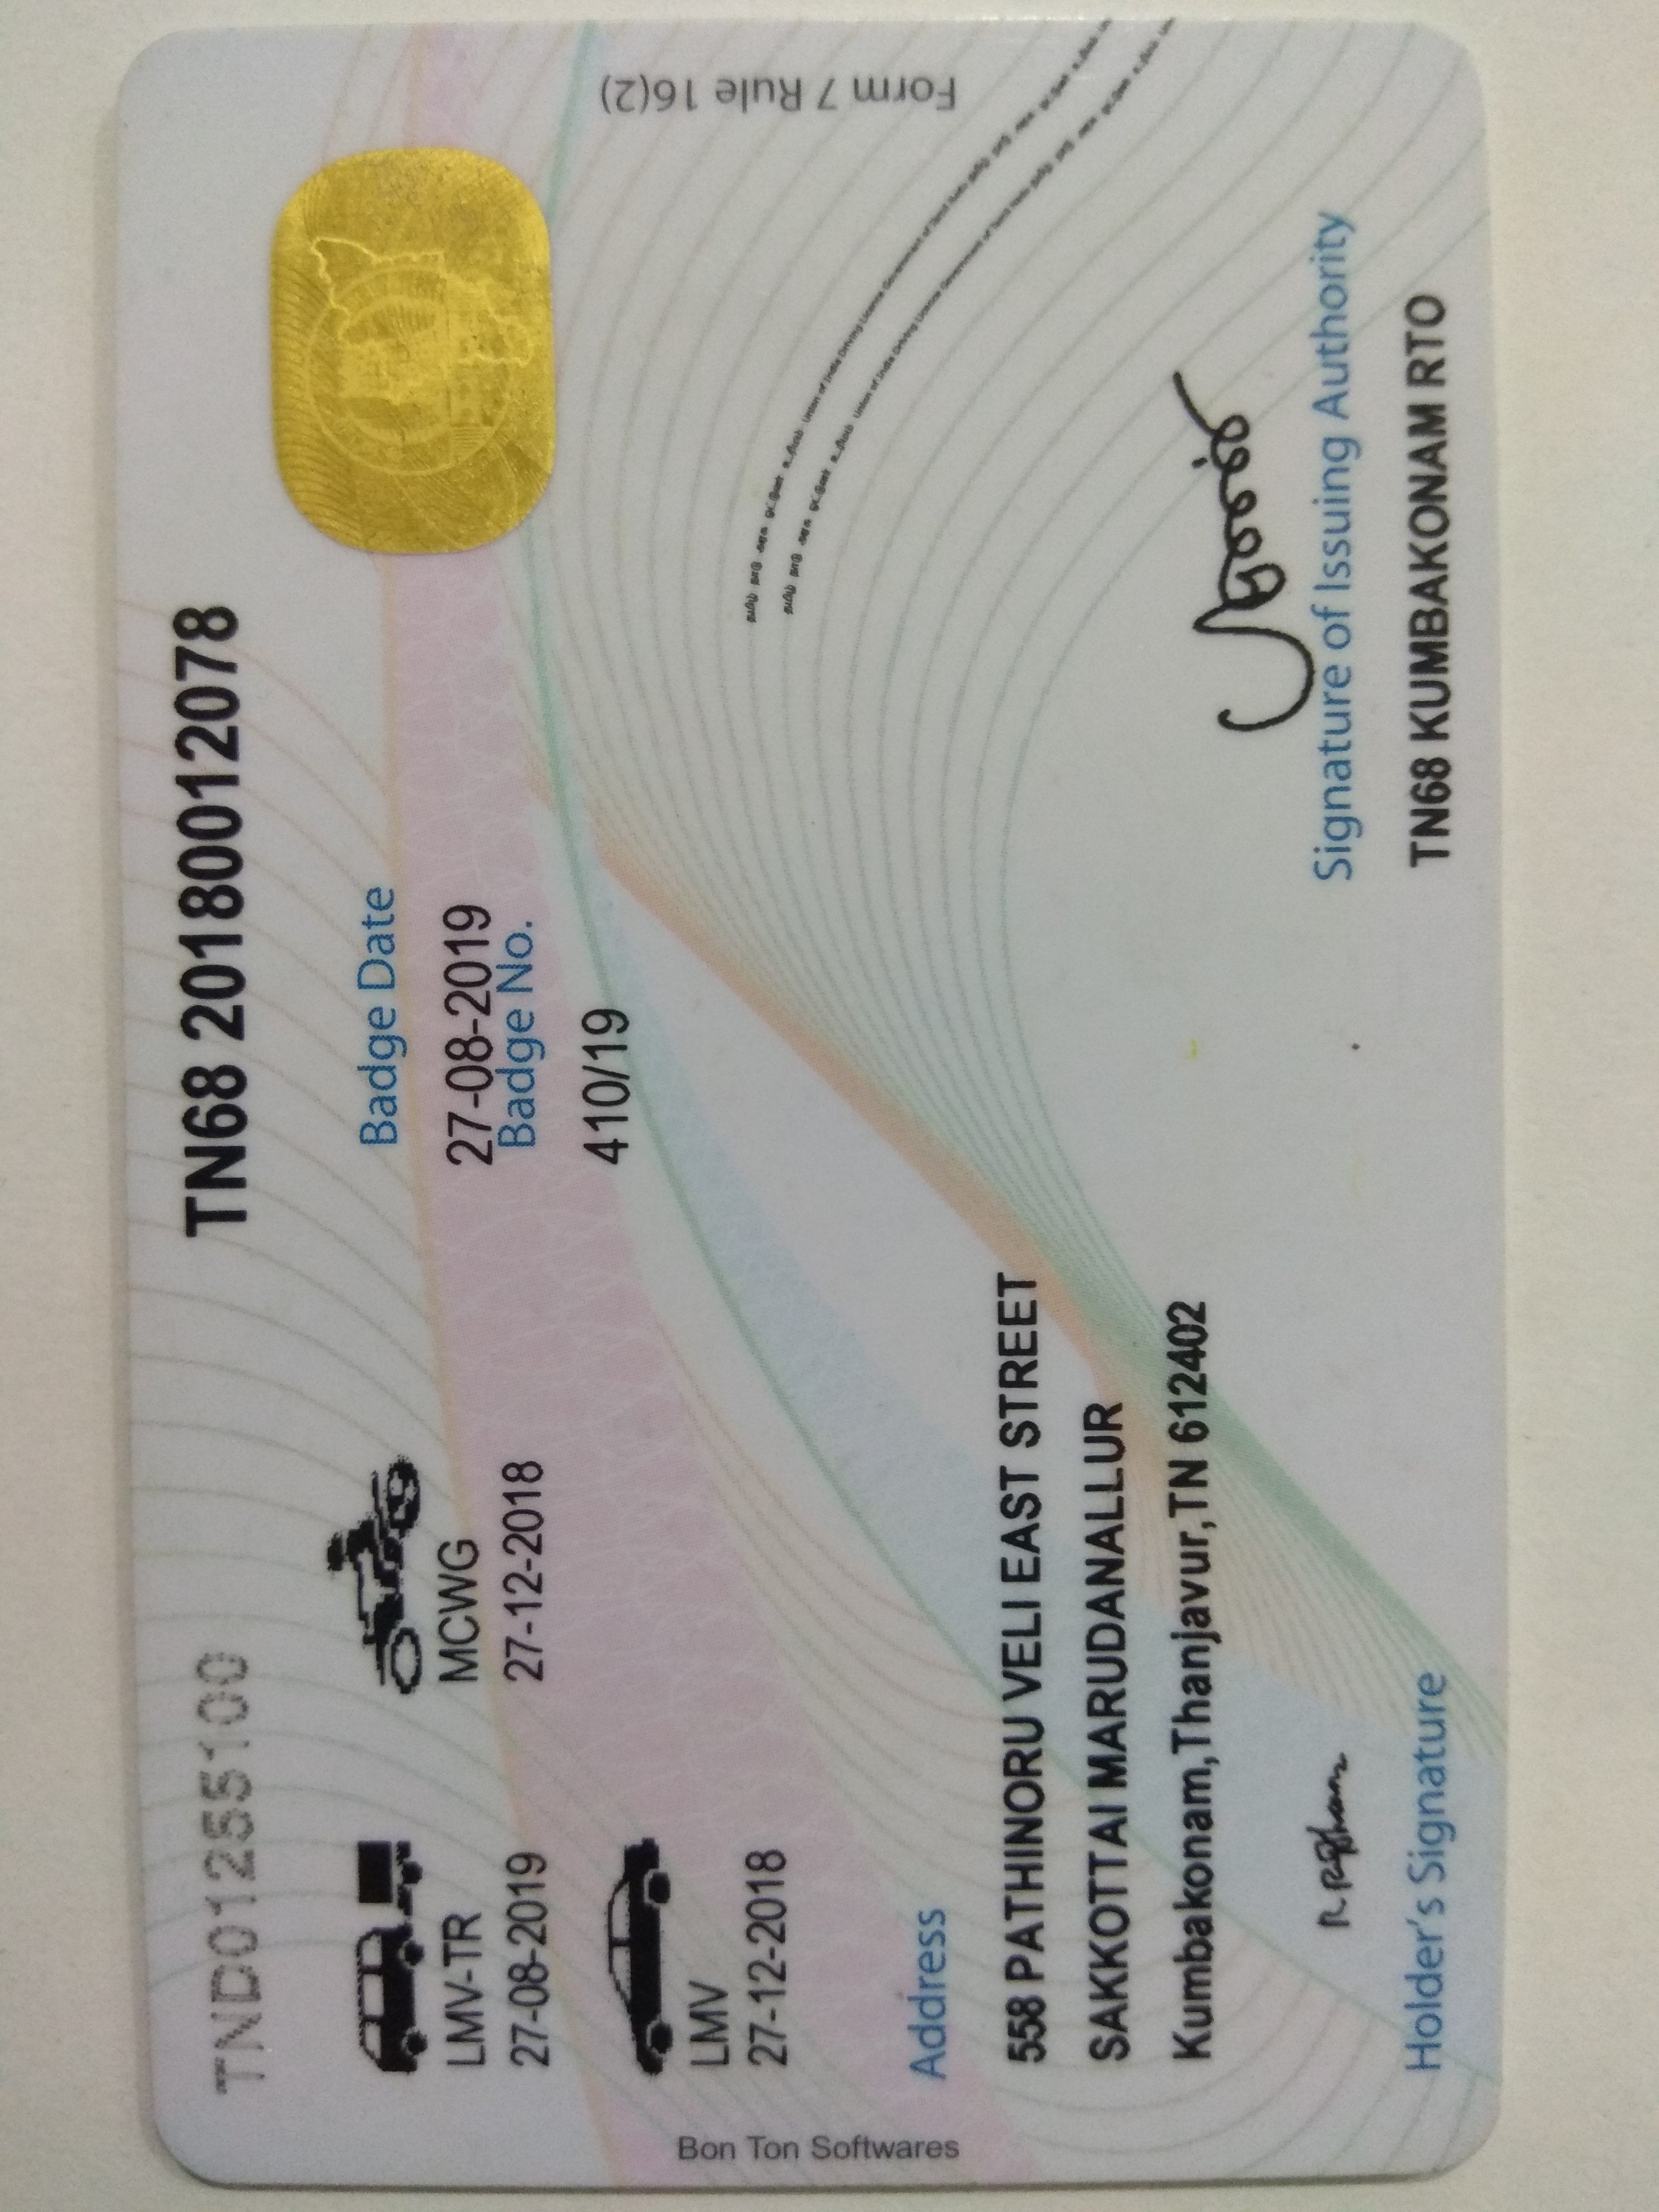 TND01255100
TN68 20180012078
LMV-TR
27-08-2019
MCWG
27-12-2018
Badge Date
27-08-2019
Badge No.
410/19
LMV
27-12-2018
Form 7 Rule 16(2)
Address
558 PATHINORU VELI EAST STREET
SAKKOTTAI MARUDANALLUR
Kumbakonam,Thanjavur,TN 612402
Holder's Signature
Signature of Issuing Authority
TN68 KUMBAKONAM RTO
Bon Ton Softwares